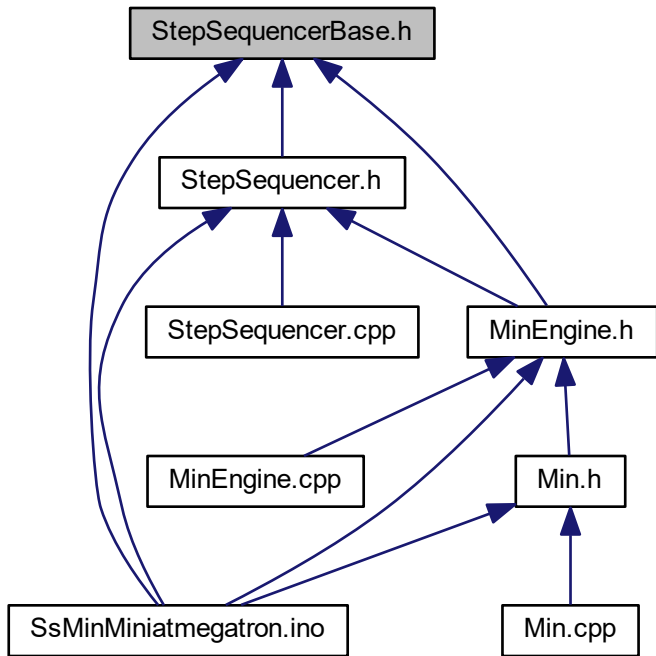 StepSequencerBase.h
StepSequencer.h
StepSequencer.cpp
MinEngine.h
MinEngine.cpp
Min.h
SsMinMiniatmegatron.ino
Min.cpp